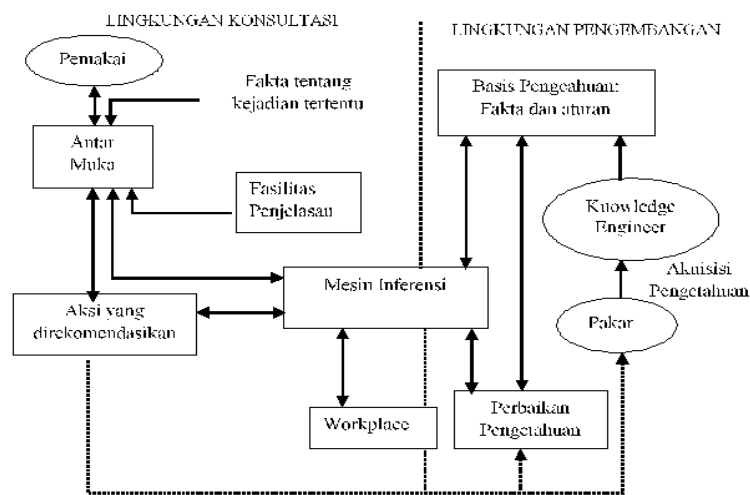 LINGKUNGAN KONSULTASI
LINGKUNGAN PENGEMBANGAN
Pemakai
Fakta tentang
kejadian tertentu
Basis Pengeahuan:
Fakta dan aturan
Antar
Muka
Fasilitas
Penjelasan
Knowledge
Engineer
Akuisisi
Pengetahuan
Mesin Inferensi
Aksi yang
direkomendasikan
Pakar
Workplace
Perbaikan
Pengetahuan